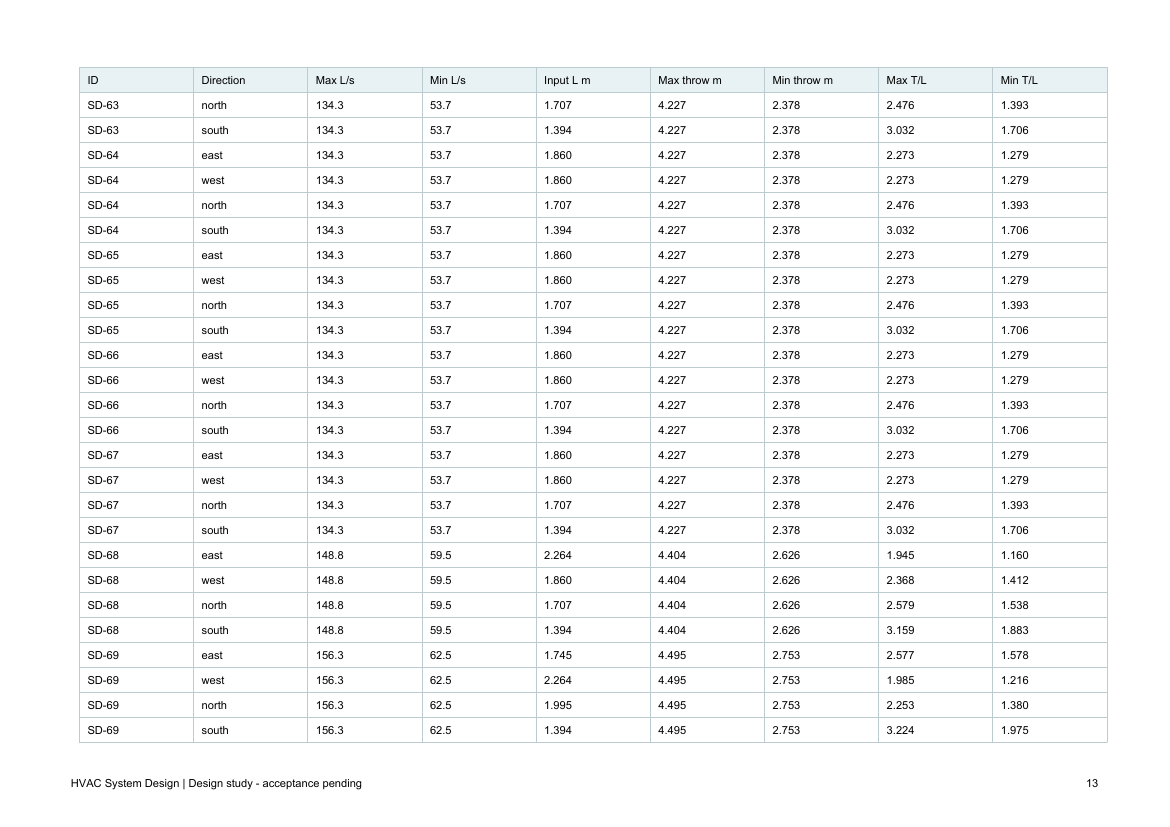 ID Direction Max L/s Min L/s Input L m Max throw m Min throw m Max T/L Min T/L
SD-63 north 134.3 53.7 1.707 4.227 2.378 2.476 1.393
SD-63 south 134.3 53.7 1.394 4.227 2.378 3.032 1.706
SD-64 east 134.3 53.7 1.860 4.227 2.378 2.273 1.279
SD-64 west 134.3 53.7 1.860 4.227 2.378 2.273 1.279
SD-64 north 134.3 53.7 1.707 4.227 2.378 2.476 1.393
SD-64 south 134.3 53.7 1.394 4.227 2.378 3.032 1.706
SD-65 east 134.3 53.7 1.860 4.227 2.378 2.273 1.279
SD-65 west 134.3 53.7 1.860 4.227 2.378 2.273 1.279
SD-65 north 134.3 53.7 1.707 4.227 2.378 2.476 1.393
SD-65 south 134.3 53.7 1.394 4.227 2.378 3.032 1.706
SD-66 east 134.3 53.7 1.860 4.227 2.378 2.273 1.279
SD-66 west 134.3 53.7 1.860 4.227 2.378 2.273 1.279
SD-66 north 134.3 53.7 1.707 4.227 2.378 2.476 1.393
SD-66 south 134.3 53.7 1.394 4.227 2.378 3.032 1.706
SD-67 east 134.3 53.7 1.860 4.227 2.378 2.273 1.279
SD-67 west 134.3 53.7 1.860 4.227 2.378 2.273 1.279
SD-67 north 134.3 53.7 1.707 4.227 2.378 2.476 1.393
SD-67 south 134.3 53.7 1.394 4.227 2.378 3.032 1.706
SD-68 east 148.8 59.5 2.264 4.404 2.626 1.945 1.160
SD-68 west 148.8 59.5 1.860 4.404 2.626 2.368 1.412
SD-68 north 148.8 59.5 1.707 4.404 2.626 2.579 1.538
SD-68 south 148.8 59.5 1.394 4.404 2.626 3.159 1.883
SD-69 east 156.3 62.5 1.745 4.495 2.753 2.577 1.578
SD-69 west 156.3 62.5 2.264 4.495 2.753 1.985 1.216
SD-69 north 156.3 62.5 1.995 4.495 2.753 2.253 1.380
SD-69 south 156.3 62.5 1.394 4.495 2.753 3.224 1.975
HVAC System Design | Design study - acceptance pending 13